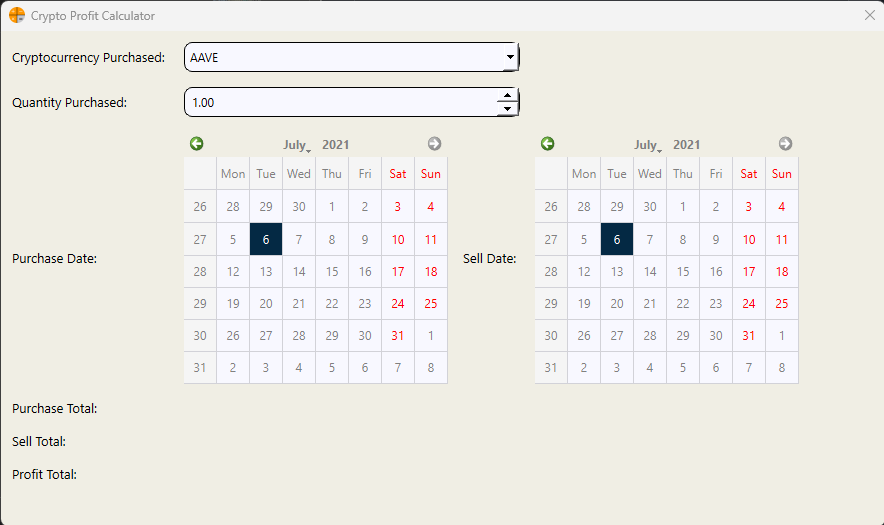 Crypto Profit Calculator
Cryptocurrency Purchased: AAVE
Quantity Purchased: 1.00
July 2021 July 2021
Mon Tue Wed Thu Fri Sat Sun Mon Tue Wed Thu Fri Sat Sun
26 28 29 30 1 2 3 4 26 28 29 30 1 2 3 4
27 5 6 7 8 9 10 11 27 5 6 7 8 9 10 11
Purchase Date: Sell Date:
28 12 13 14 15 16 17 18 28 12 13 14 15 16 17 18
29 19 20 21 22 23 24 25 29 19 20 21 22 23 24 25
30 26 27 28 29 30 31 1 30 26 27 28 29 30 31 1
31 2 3 4 5 6 7 8 31 2 3 4 5 6 7 8
Purchase Total:
Sell Total:
Profit Total: